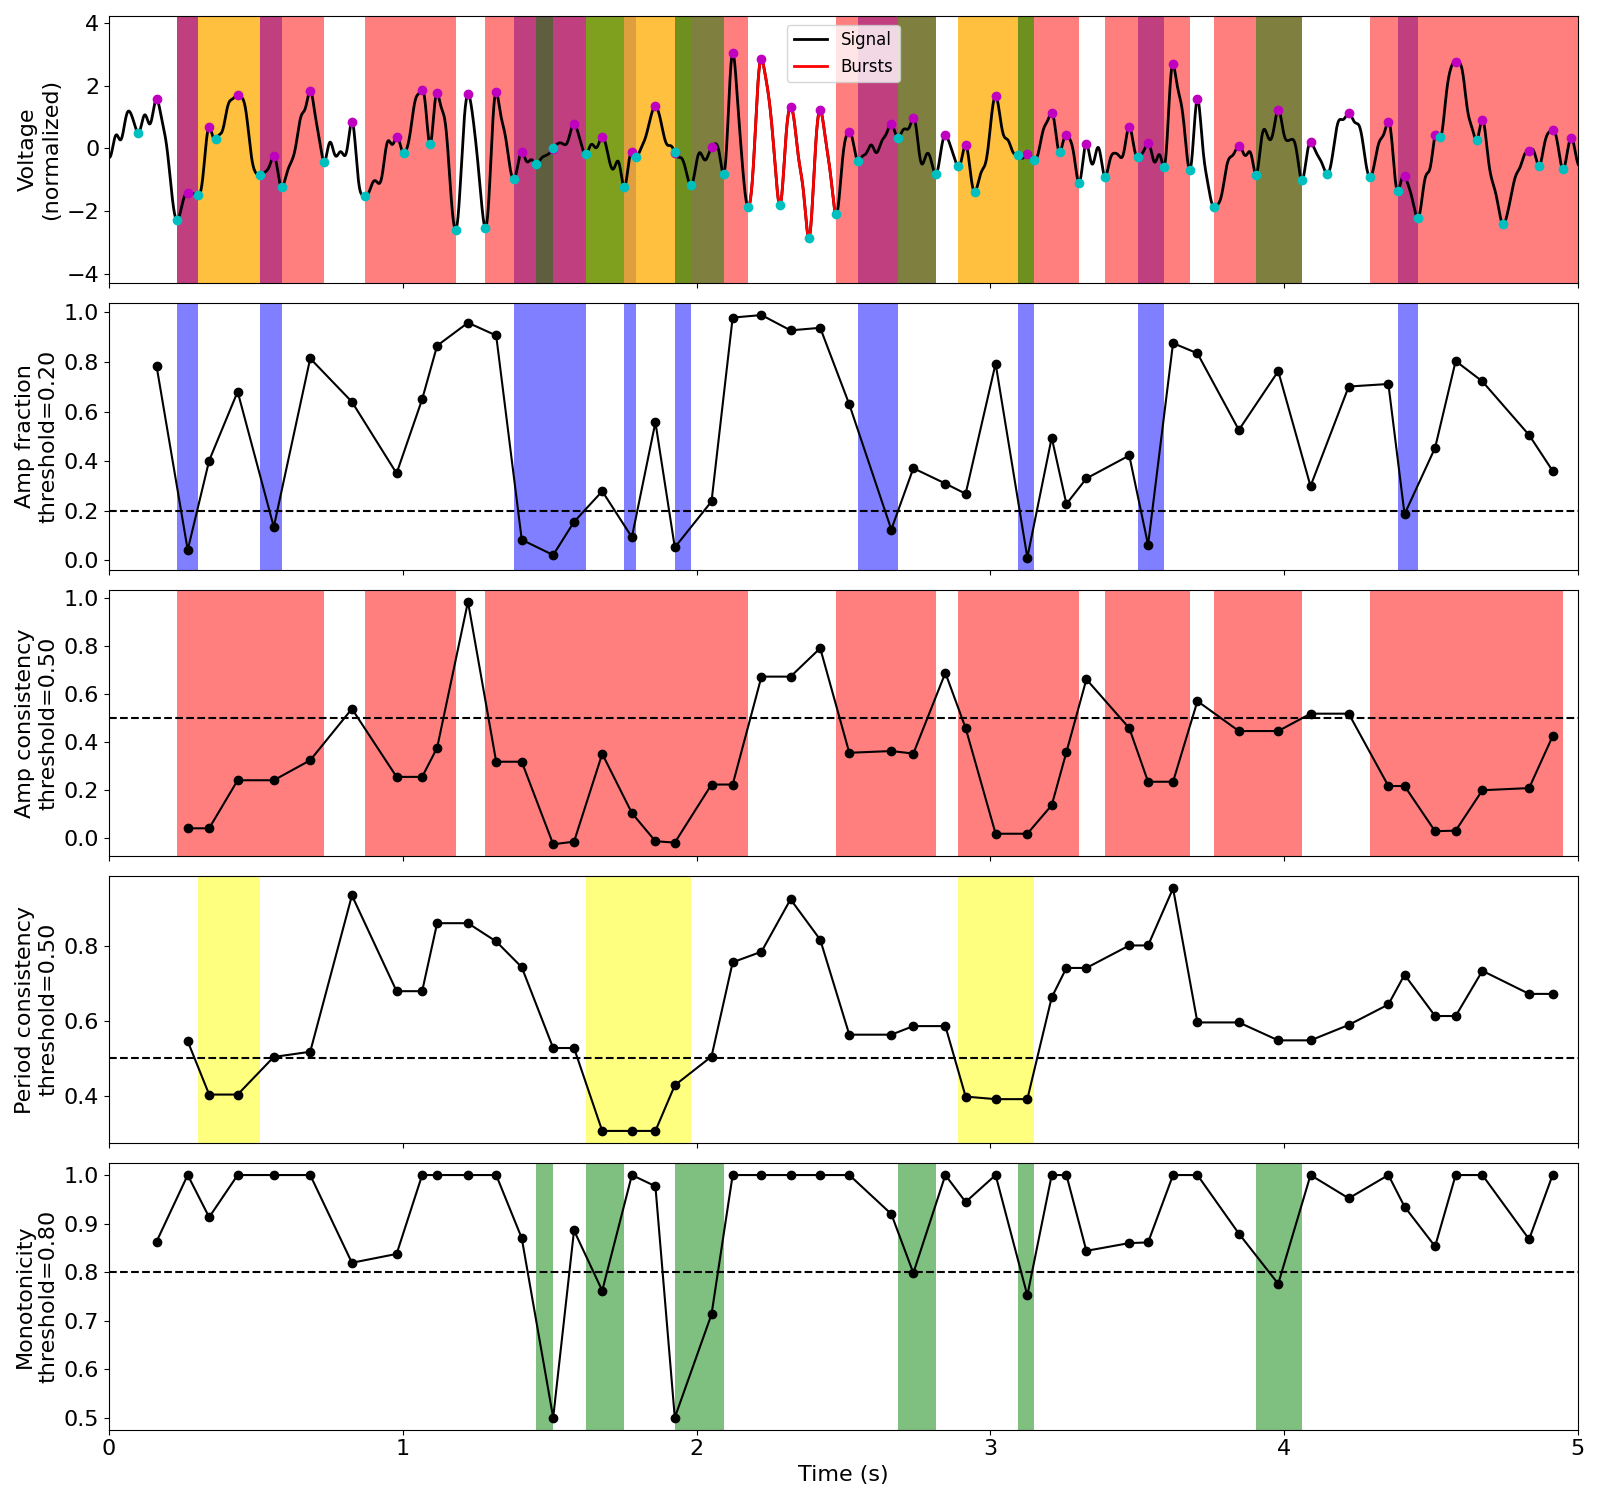 4
2
0
−2
−4
Voltage
(normalized)
Signal
Bursts
1.0
0.8
0.6
0.4
0.2
0.0
Amp fraction
threshold=0.20
1.0
0.8
0.6
0.4
0.2
0.0
Amp consistency
threshold=0.50
0.8
0.6
0.4
Period consistency
threshold=0.50
1.0
0.9
0.8
0.7
0.6
0.5
Monotonicity
threshold=0.80
0 1 2 3 4 5
Time (s)